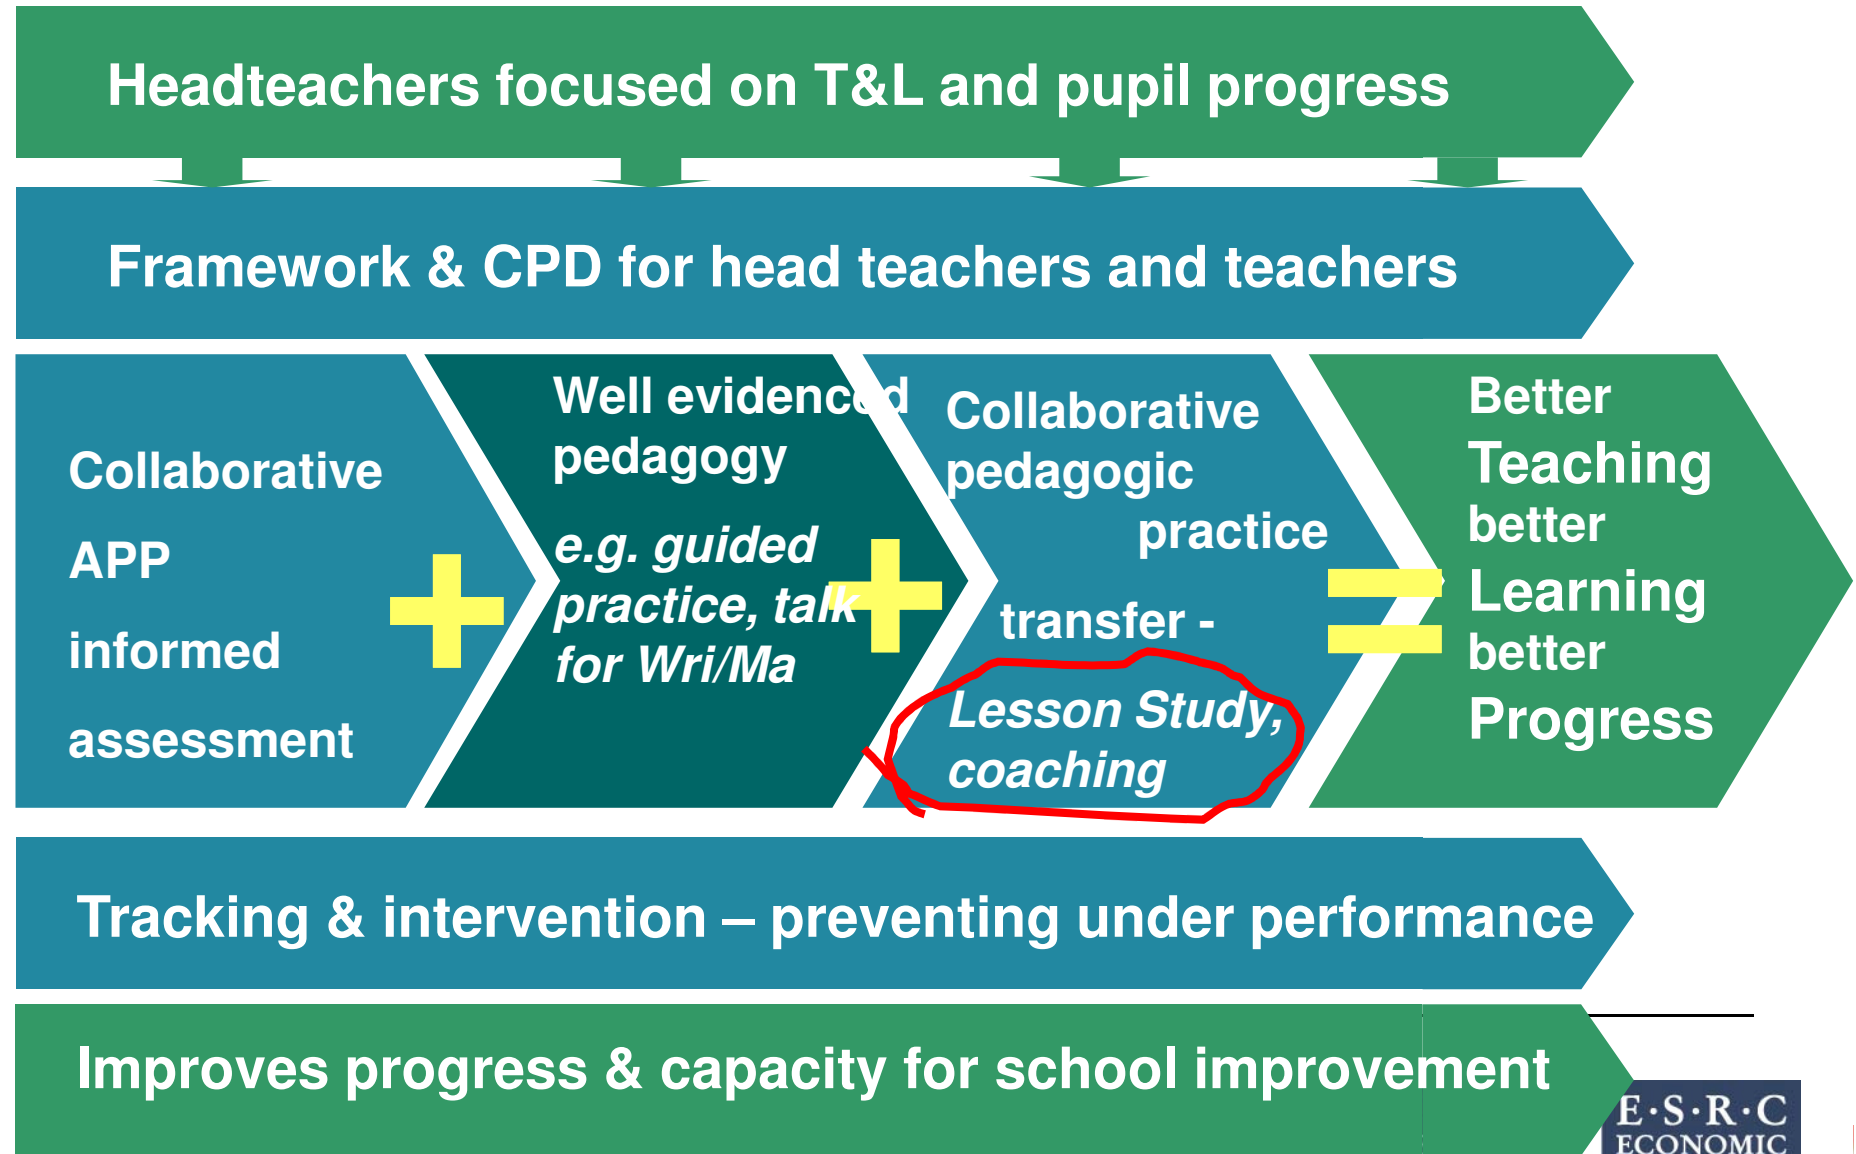 Headteachers focused on T&L and pupil progress
Framework & CPD for head teachers and teachers
Collaborative
APP
informed
assessment
Well evidenced
pedagogy
e.g. guided
practice, talk
for Wri/Ma
Collaborative
pedagogic
practice
transfer -
Lesson Study,
coaching
Better
Teaching
better
Learning
better
Progress
Tracking & intervention – preventing under performance
Improves progress & capacity for school improvement
E·S·R·C
ECONOMIC